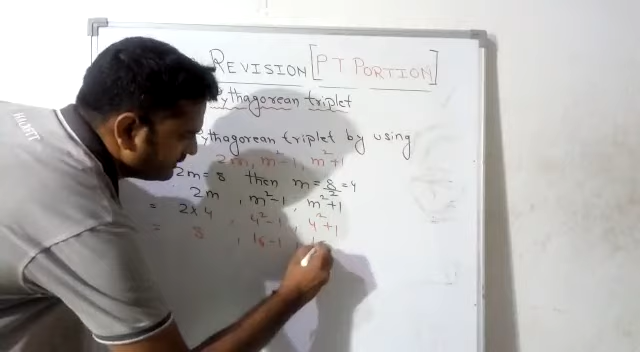 REVISION [PT PORTION]
Pythagorean triplet
Pythagorean triplet by using
2m, m²-1, m²+1
2m = 8 then m = 8/2 = 4
2m , m²-1 , m²+1
= 2×4 , 4²-1 , 4²+1
= 8 , 16-1 , 1